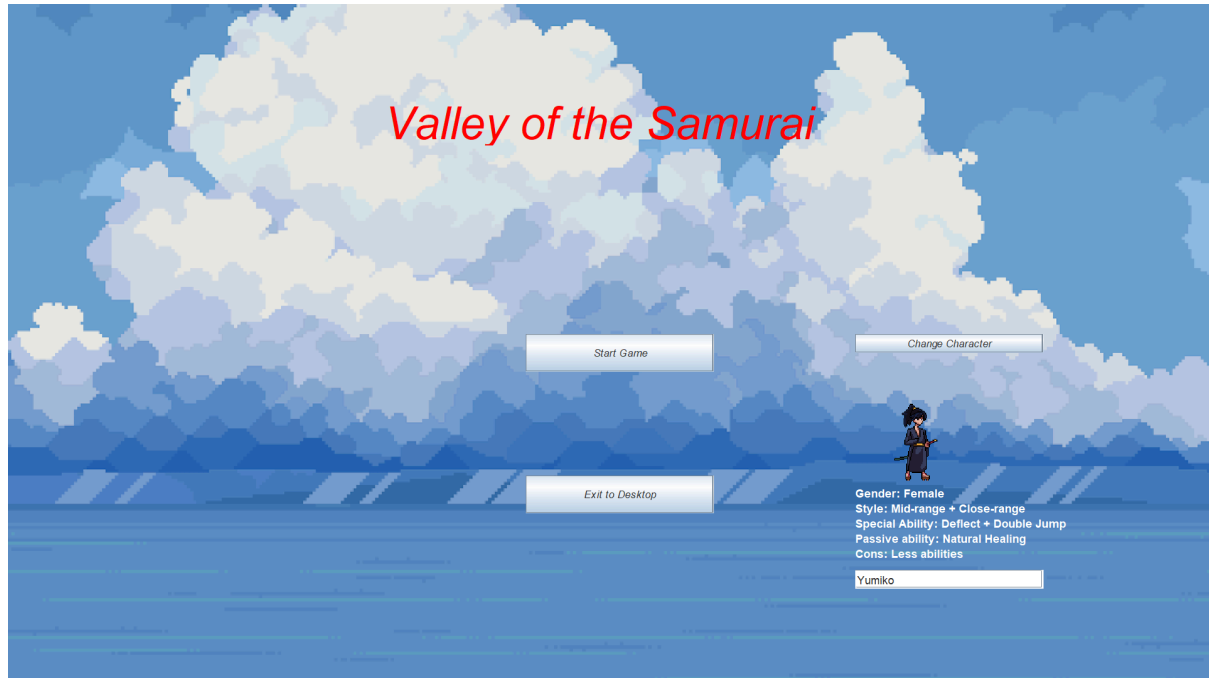 Valley of the Samurai
Start Game
Change Character
Exit to Desktop
Gender: Female
Style: Mid-range + Close-range
Special Ability: Deflect + Double Jump
Passive ability: Natural Healing
Cons: Less abilities
Yumiko